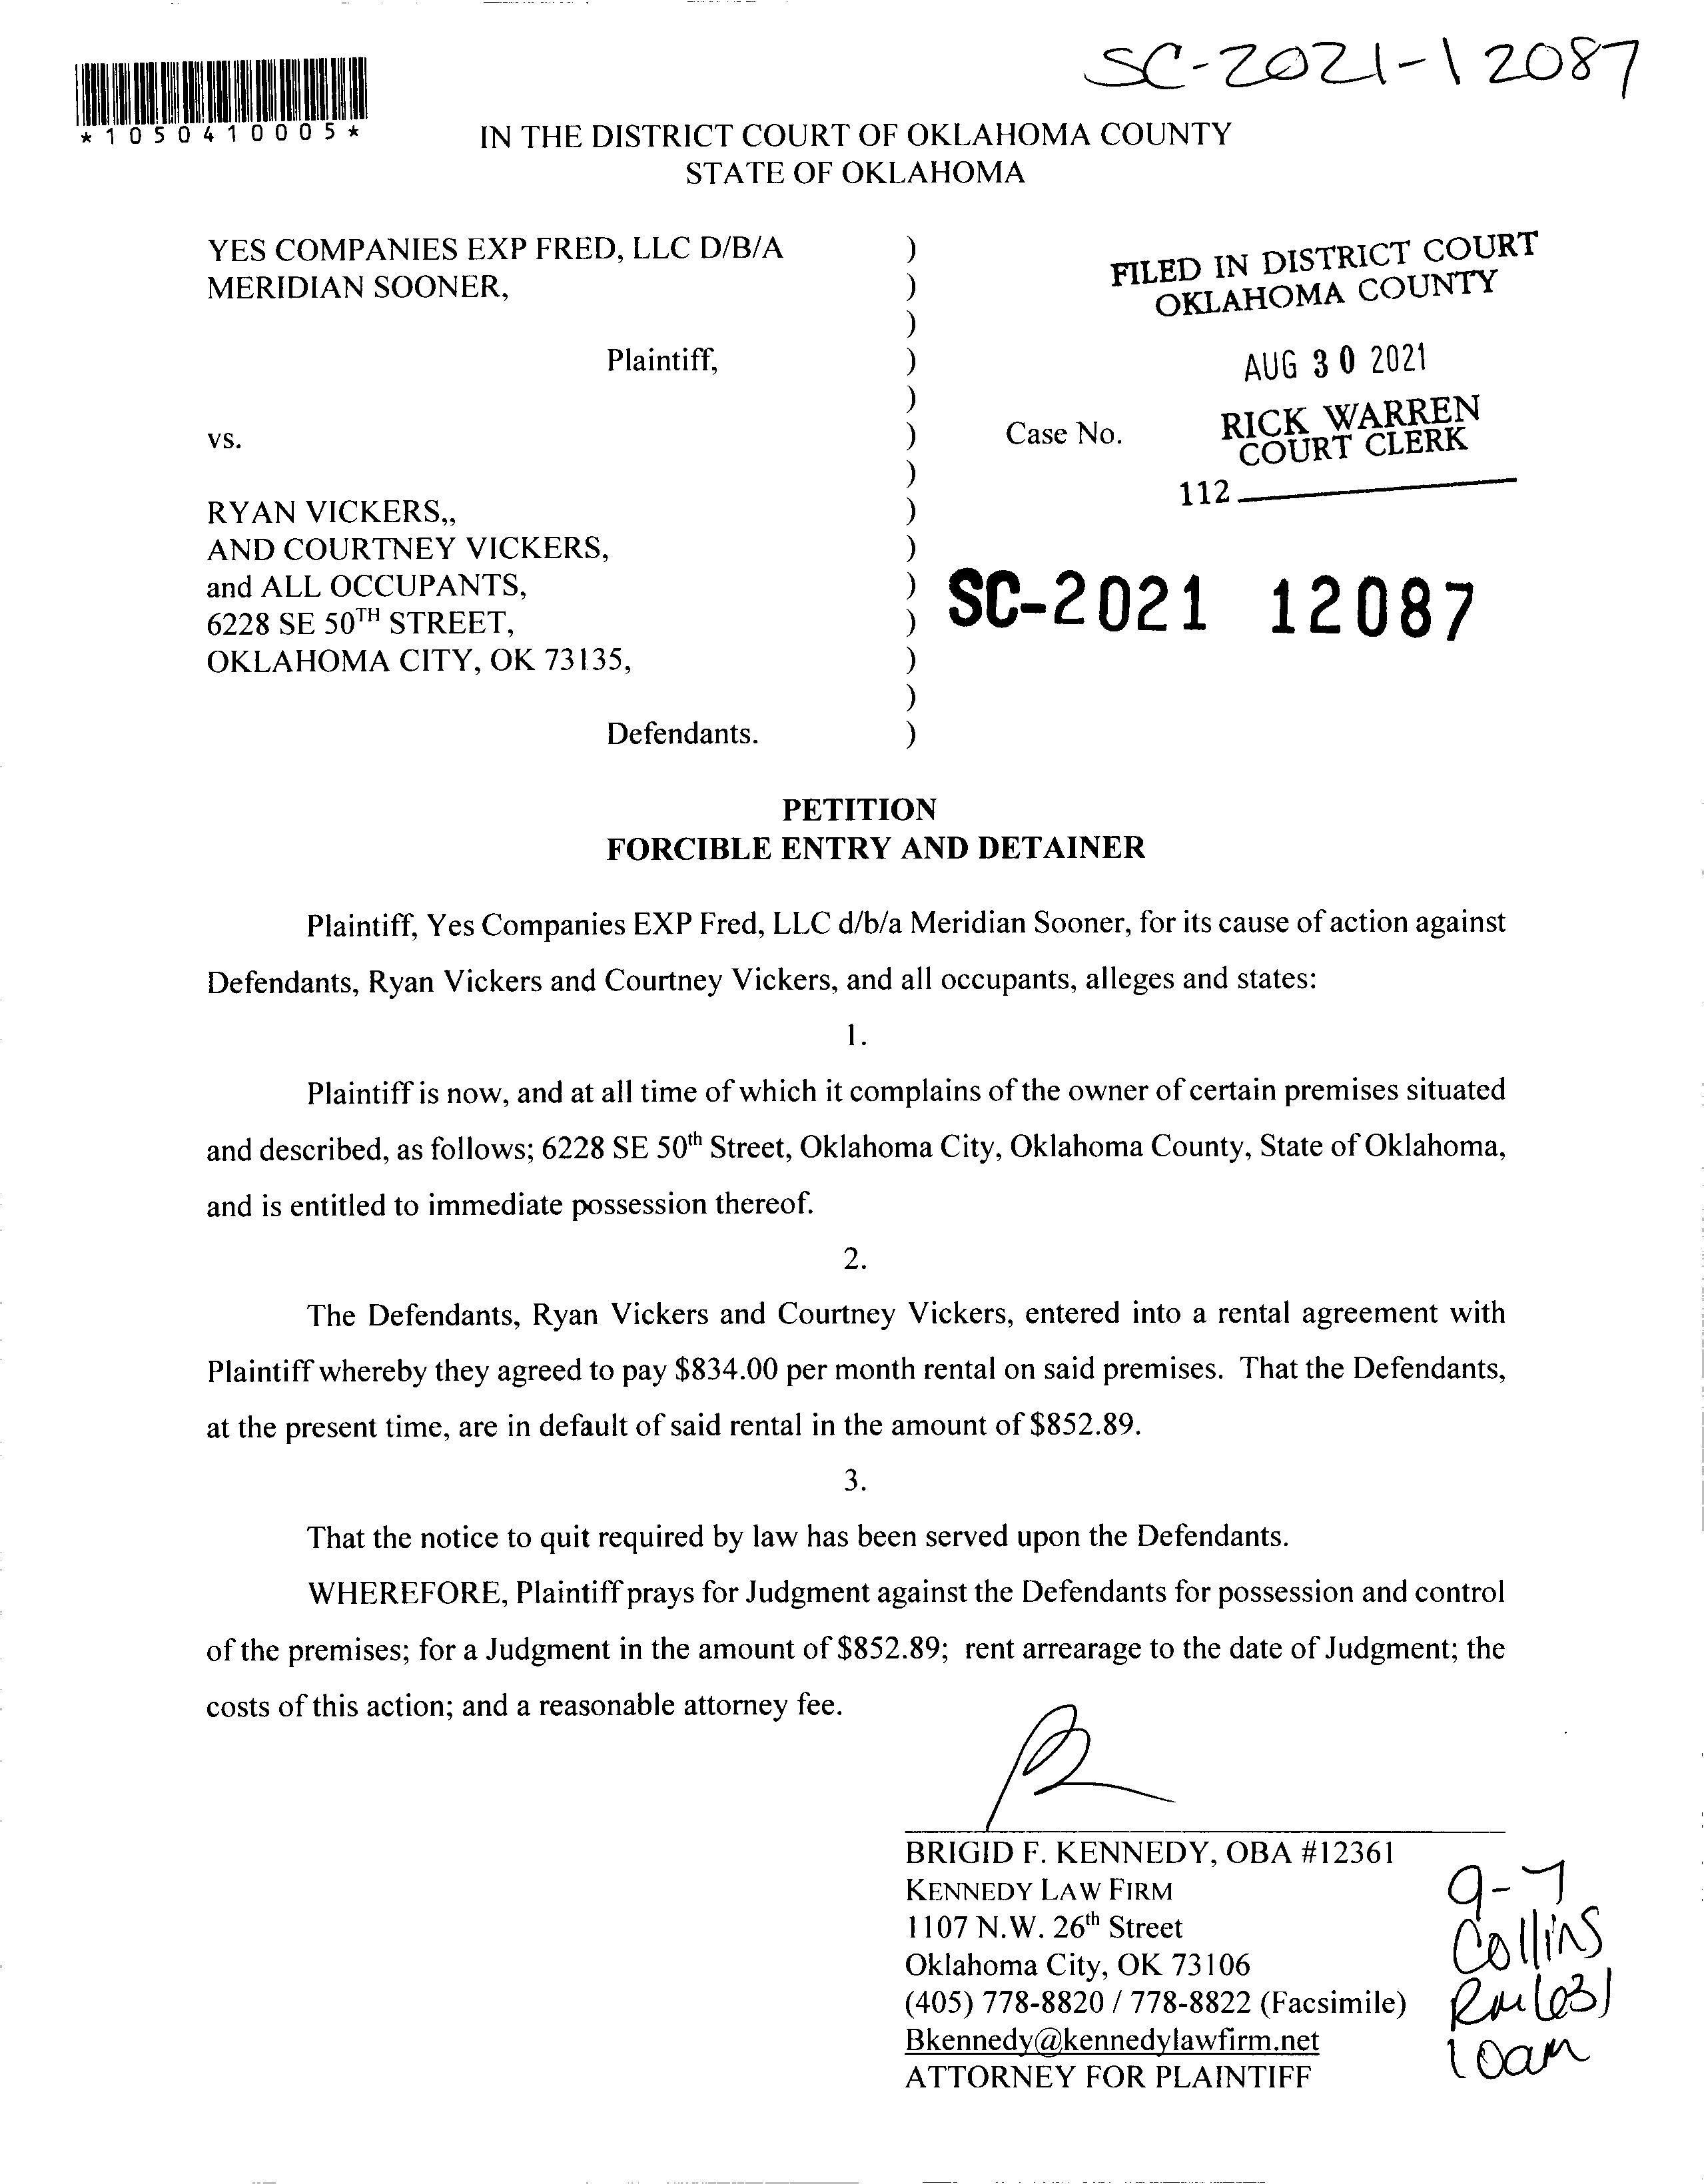 SC-2021-12087
*1050410005*
IN THE DISTRICT COURT OF OKLAHOMA COUNTY
STATE OF OKLAHOMA
YES COMPANIES EXP FRED, LLC D/B/A )
MERIDIAN SOONER, )
)
Plaintiff, )
)
vs. )
)
RYAN VICKERS,, )
AND COURTNEY VICKERS, )
and ALL OCCUPANTS, )
6228 SE 50TH STREET, )
OKLAHOMA CITY, OK 73135, )
)
Defendants. )
FILED IN DISTRICT COURT
OKLAHOMA COUNTY
AUG 30 2021
RICK WARREN
COURT CLERK
Case No.
112
SC-2021 12087
PETITION
FORCIBLE ENTRY AND DETAINER
Plaintiff, Yes Companies EXP Fred, LLC d/b/a Meridian Sooner, for its cause of action against
Defendants, Ryan Vickers and Courtney Vickers, and all occupants, alleges and states:
1.
Plaintiff is now, and at all time of which it complains of the owner of certain premises situated
and described, as follows; 6228 SE 50th Street, Oklahoma City, Oklahoma County, State of Oklahoma,
and is entitled to immediate possession thereof.
2.
The Defendants, Ryan Vickers and Courtney Vickers, entered into a rental agreement with
Plaintiff whereby they agreed to pay $834.00 per month rental on said premises. That the Defendants,
at the present time, are in default of said rental in the amount of $852.89.
3.
That the notice to quit required by law has been served upon the Defendants.
WHEREFORE, Plaintiff prays for Judgment against the Defendants for possession and control
of the premises; for a Judgment in the amount of $852.89; rent arrearage to the date of Judgment; the
costs of this action; and a reasonable attorney fee.
BRIGID F. KENNEDY, OBA #12361
KENNEDY LAW FIRM
1107 N.W. 26th Street
Oklahoma City, OK 73106
(405) 778-8820 / 778-8822 (Facsimile)
Bkennedy@kennedylawfirm.net
ATTORNEY FOR PLAINTIFF
9-7
Collins
10am